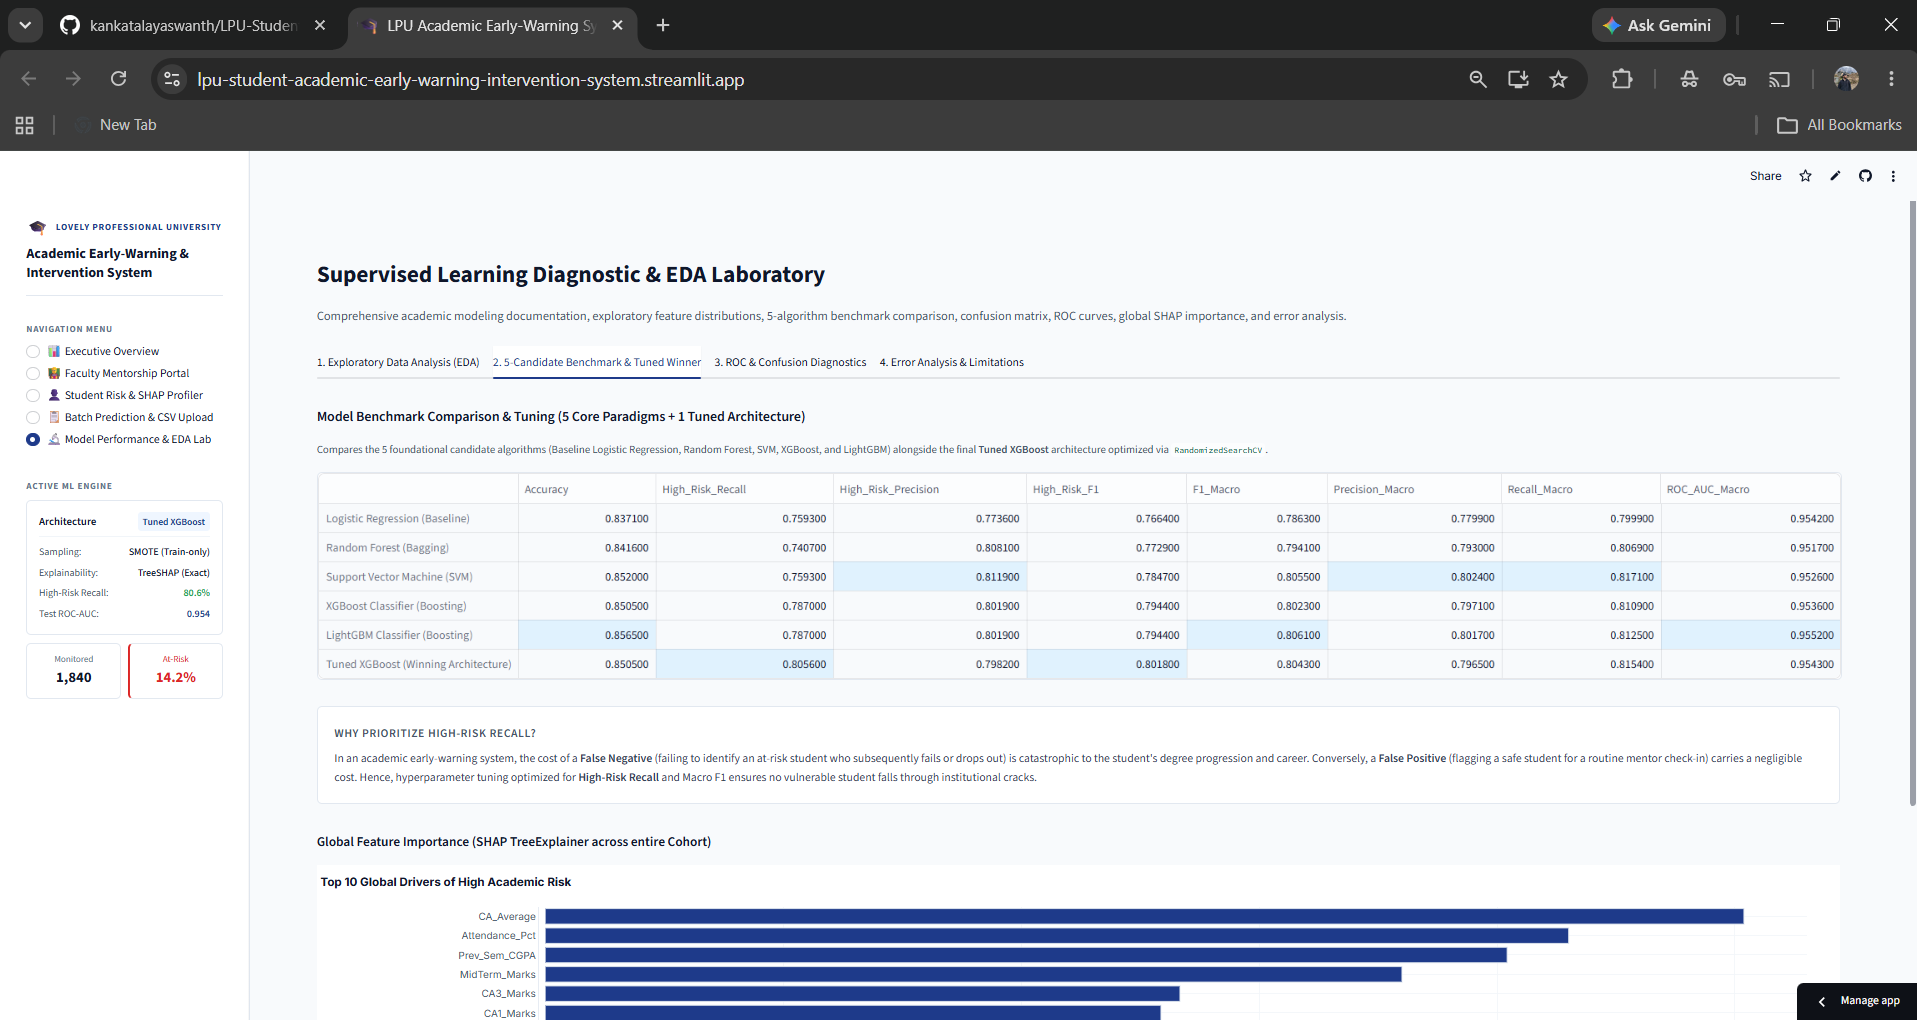 kankatalayaswanth/LPU-Studen
LPU Academic Early-Warning Sy
Ask Gemini
lpu-student-academic-early-warning-intervention-system.streamlit.app
New Tab
All Bookmarks
Share
LOVELY PROFESSIONAL UNIVERSITY
Academic Early-Warning &
Intervention System
NAVIGATION MENU
Executive Overview
Faculty Mentorship Portal
Student Risk & SHAP Profiler
Batch Prediction & CSV Upload
Model Performance & EDA Lab
ACTIVE ML ENGINE
Architecture Tuned XGBoost
Sampling: SMOTE (Train-only)
Explainability: TreeSHAP (Exact)
High-Risk Recall: 80.6%
Test ROC-AUC: 0.954
Monitored
1,840
At-Risk
14.2%
Supervised Learning Diagnostic & EDA Laboratory
Comprehensive academic modeling documentation, exploratory feature distributions, 5-algorithm benchmark comparison, confusion matrix, ROC curves, global SHAP importance, and error analysis.
1. Exploratory Data Analysis (EDA) 2. 5-Candidate Benchmark & Tuned Winner 3. ROC & Confusion Diagnostics 4. Error Analysis & Limitations
Model Benchmark Comparison & Tuning (5 Core Paradigms + 1 Tuned Architecture)
Compares the 5 foundational candidate algorithms (Baseline Logistic Regression, Random Forest, SVM, XGBoost, and LightGBM) alongside the final Tuned XGBoost architecture optimized via RandomizedSearchCV .
Accuracy High_Risk_Recall High_Risk_Precision High_Risk_F1 F1_Macro Precision_Macro Recall_Macro ROC_AUC_Macro
Logistic Regression (Baseline) 0.837100 0.759300 0.773600 0.766400 0.786300 0.779900 0.799900 0.954200
Random Forest (Bagging) 0.841600 0.740700 0.808100 0.772900 0.794100 0.793000 0.806900 0.951700
Support Vector Machine (SVM) 0.852000 0.759300 0.811900 0.784700 0.805500 0.802400 0.817100 0.952600
XGBoost Classifier (Boosting) 0.850500 0.787000 0.801900 0.794400 0.802300 0.797100 0.810900 0.953600
LightGBM Classifier (Boosting) 0.856500 0.787000 0.801900 0.794400 0.806100 0.801700 0.812500 0.955200
Tuned XGBoost (Winning Architecture) 0.850500 0.805600 0.798200 0.801800 0.804300 0.796500 0.815400 0.954300
WHY PRIORITIZE HIGH-RISK RECALL?
In an academic early-warning system, the cost of a False Negative (failing to identify an at-risk student who subsequently fails or drops out) is catastrophic to the student's degree progression and career. Conversely, a False Positive (flagging a safe student for a routine mentor check-in) carries a negligible
cost. Hence, hyperparameter tuning optimized for High-Risk Recall and Macro F1 ensures no vulnerable student falls through institutional cracks.
Global Feature Importance (SHAP TreeExplainer across entire Cohort)
Top 10 Global Drivers of High Academic Risk
CA_Average
Attendance_Pct
Prev_Sem_CGPA
MidTerm_Marks
CA3_Marks
CA1_Marks
Manage app